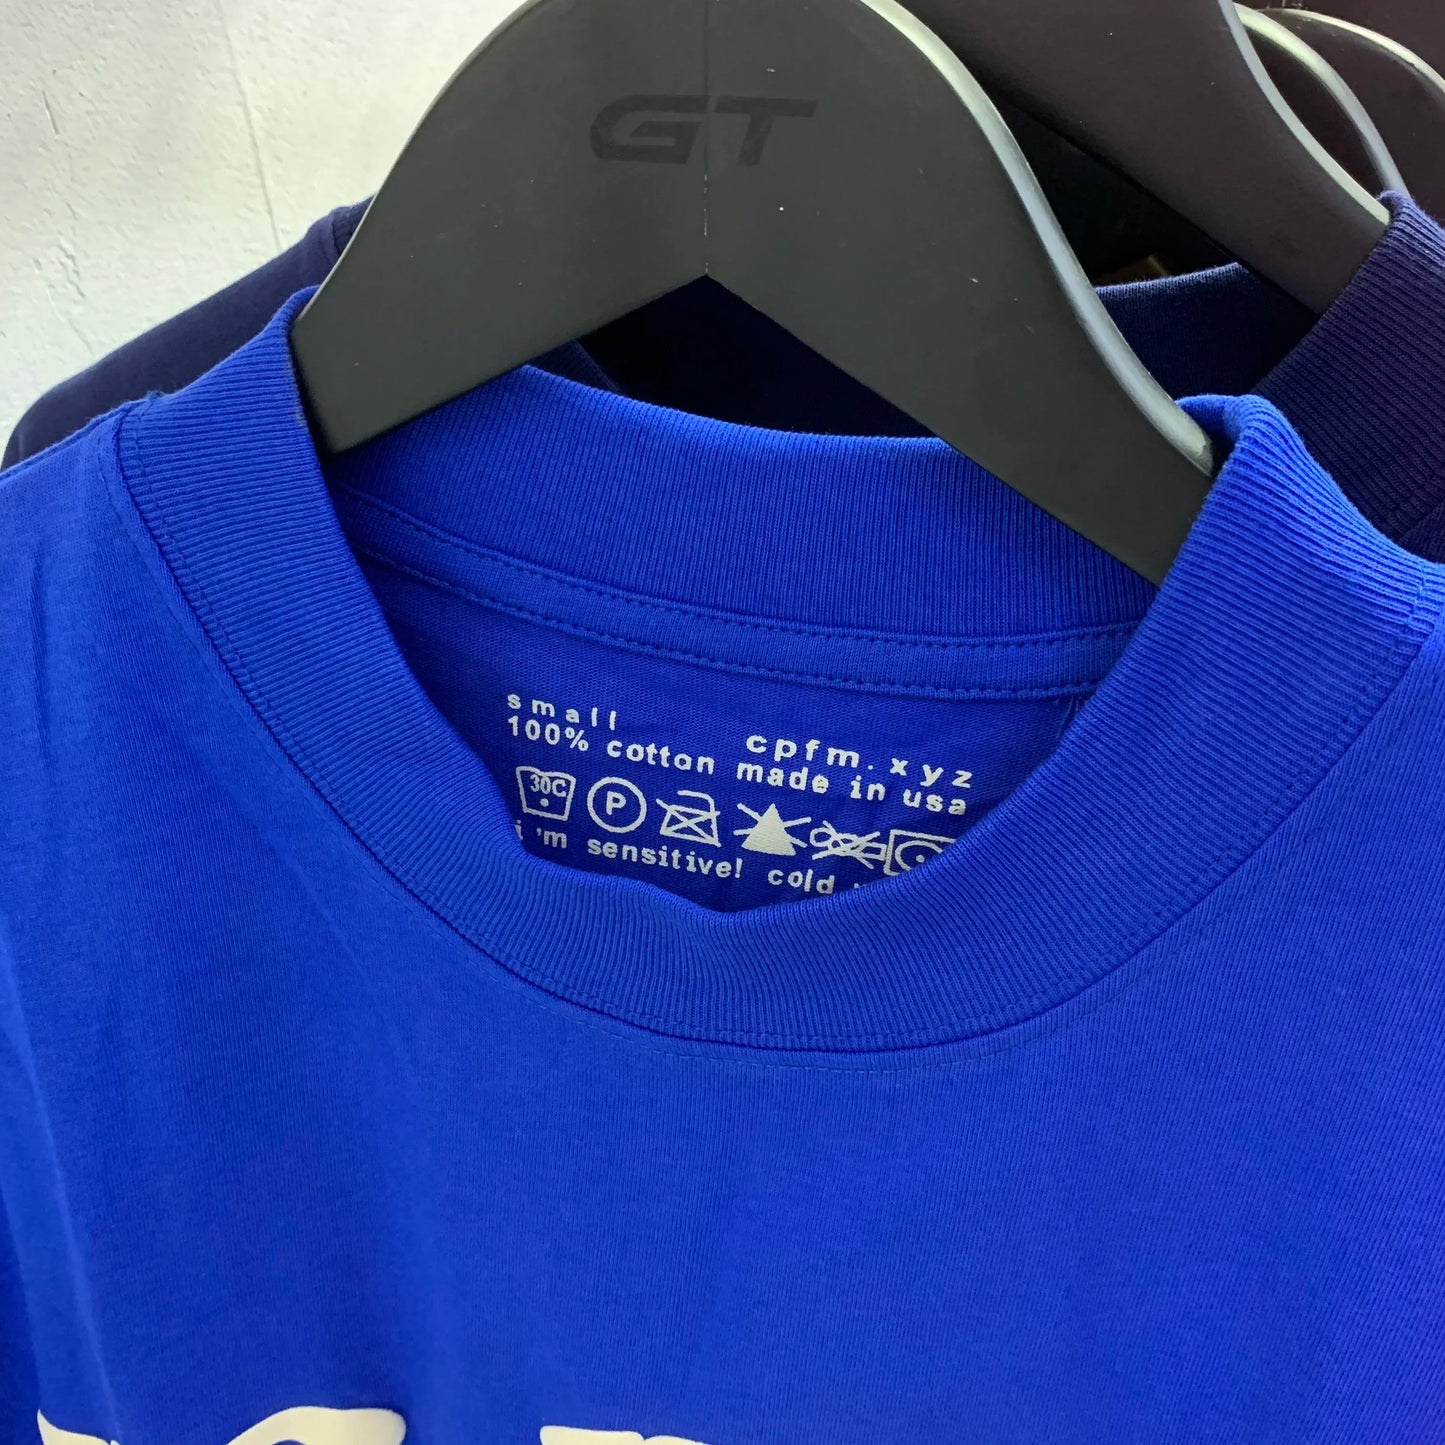 GT
small
cpfm.xyz
100% cotton made in usa
30C P
i'm sensitive! cold